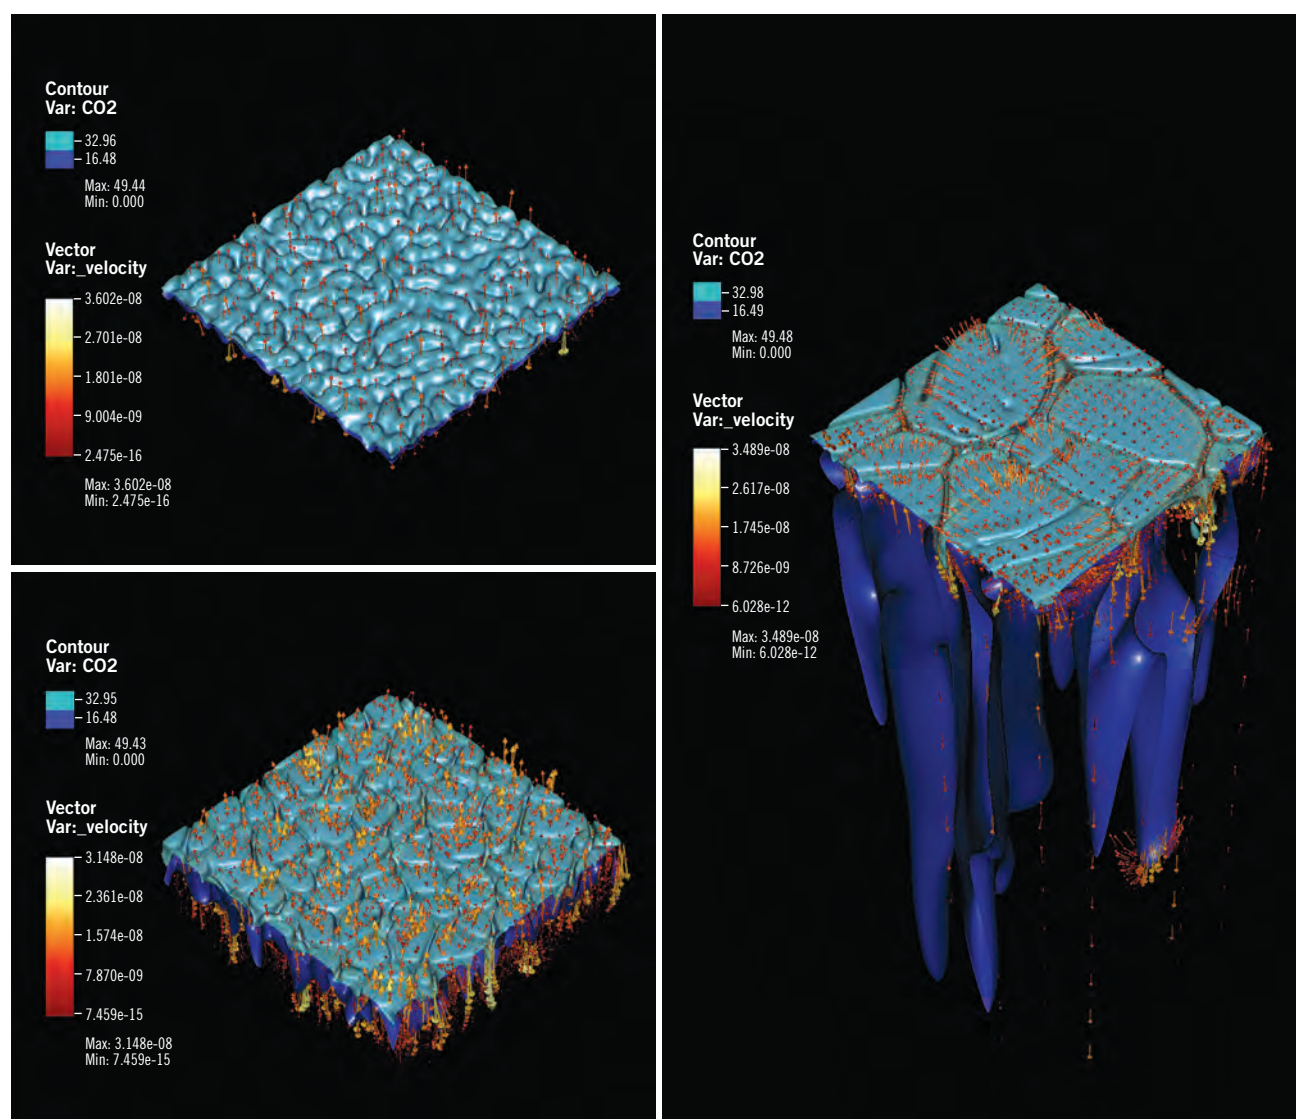 Contour
Var: CO2
32.96
16.48
Max: 49.44
Min: 0.000
Vector
Var:_velocity
3.602e-08
2.701e-08
1.801e-08
9.004e-09
2.475e-16
Max: 3.602e-08
Min: 2.475e-16
Contour
Var: CO2
32.95
16.48
Max: 49.43
Min: 0.000
Vector
Var:_velocity
3.148e-08
2.361e-08
1.574e-08
7.870e-09
7.459e-15
Max: 3.148e-08
Min: 7.459e-15
Contour
Var: CO2
32.98
16.49
Max: 49.48
Min: 0.000
Vector
Var:_velocity
3.489e-08
2.617e-08
1.745e-08
8.726e-09
6.028e-12
Max: 3.489e-08
Min: 6.028e-12